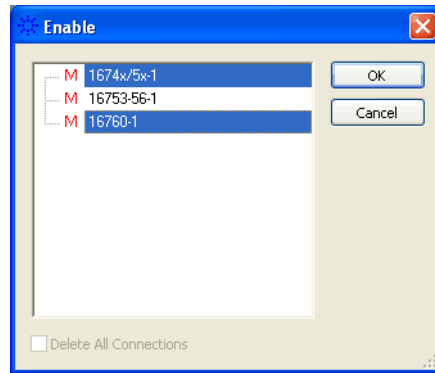 Enable
M 1674x/5x-1
M 16753-56-1
M 16760-1
OK
Cancel
Delete All Connections